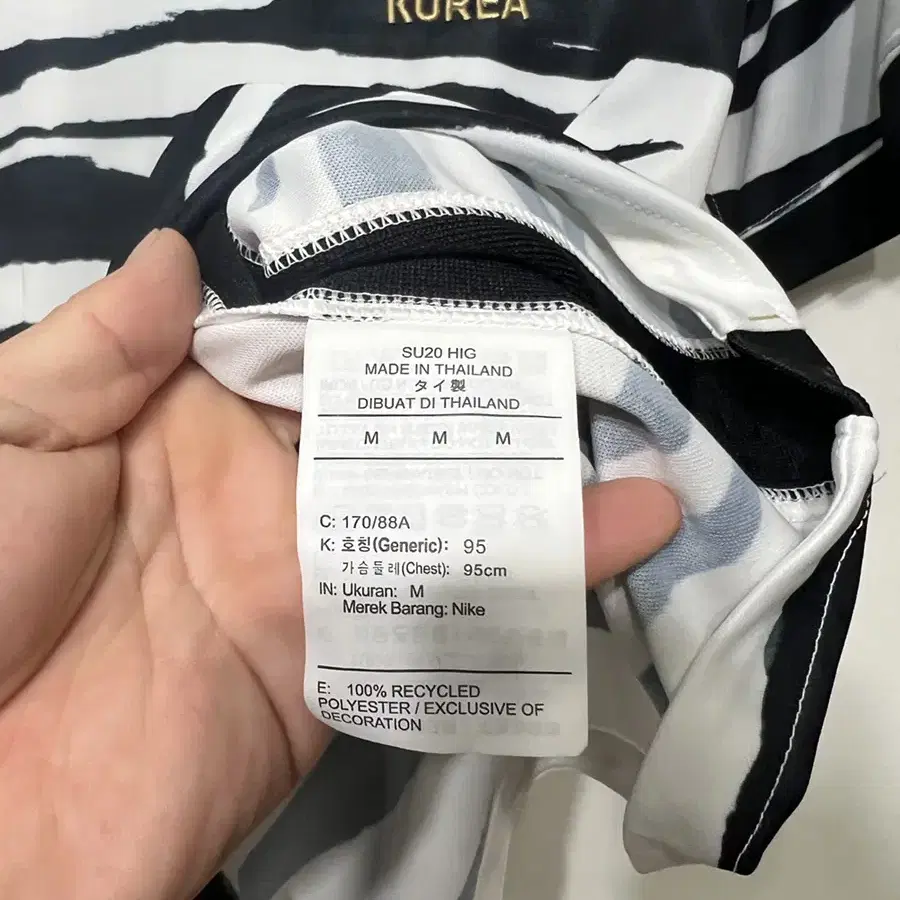 KOREA
SU20 HIG
MADE IN THAILAND
タイ製
DIBUAT DI THAILAND
M M M
C: 170/88A
K: 호칭(Generic): 95
가슴둘레(Chest): 95cm
IN: Ukuran: M
Merek Barang: Nike
E: 100% RECYCLED
POLYESTER / EXCLUSIVE OF
DECORATION